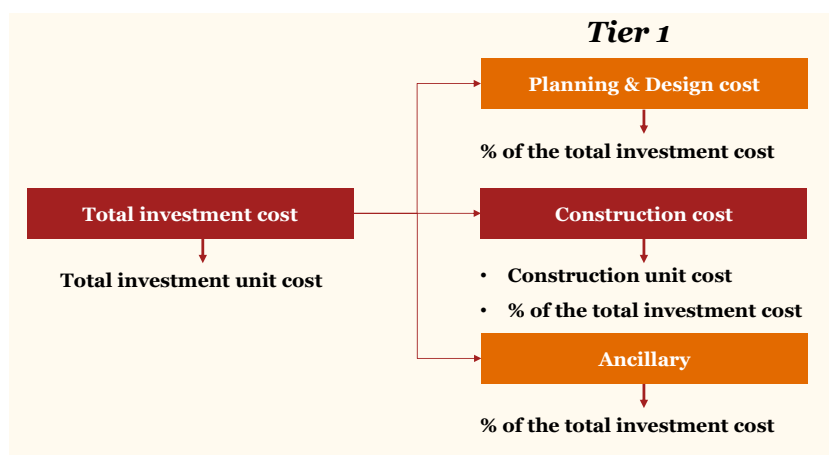 Tier 1
Planning & Design cost
% of the total investment cost
Total investment cost
Total investment unit cost
Construction cost
• Construction unit cost
• % of the total investment cost
Ancillary
% of the total investment cost